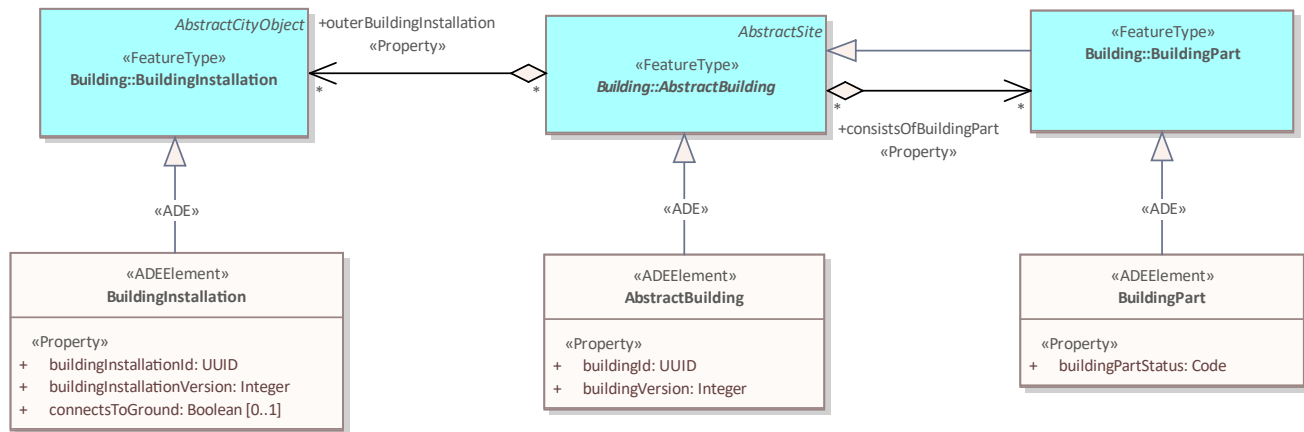 AbstractCityObject
«FeatureType»
Building::BuildingInstallation
+outerBuildingInstallation
«Property»
*
*
AbstractSite
«FeatureType»
Building::AbstractBuilding
«FeatureType»
Building::BuildingPart
*
*
+consistsOfBuildingPart
«Property»
«ADE»
«ADE»
«ADE»
«ADEElement»
BuildingInstallation
«Property»
+ buildingInstallationId: UUID
+ buildingInstallationVersion: Integer
+ connectsToGround: Boolean [0..1]
«ADEElement»
AbstractBuilding
«Property»
+ buildingId: UUID
+ buildingVersion: Integer
«ADEElement»
BuildingPart
«Property»
+ buildingPartStatus: Code